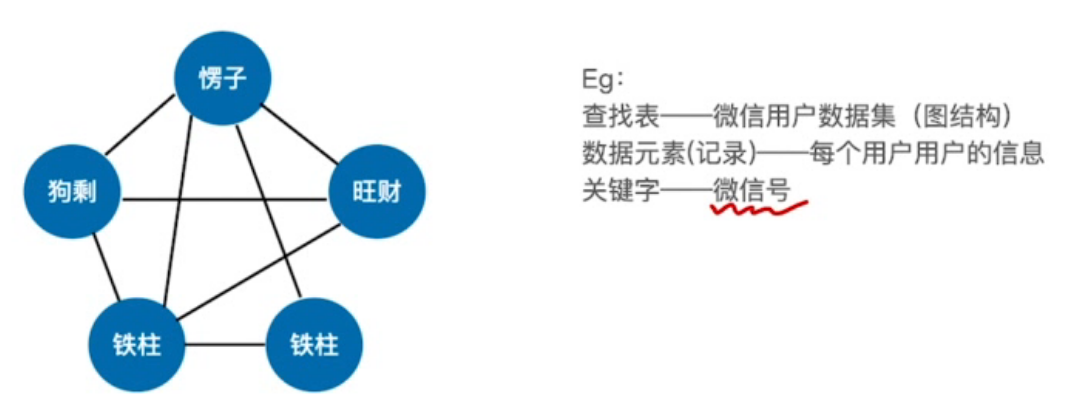 愣子
狗剩
旺财
铁柱
铁柱
Eg：
查找表——微信用户数据集（图结构）
数据元素(记录)——每个用户用户的信息
关键字——微信号